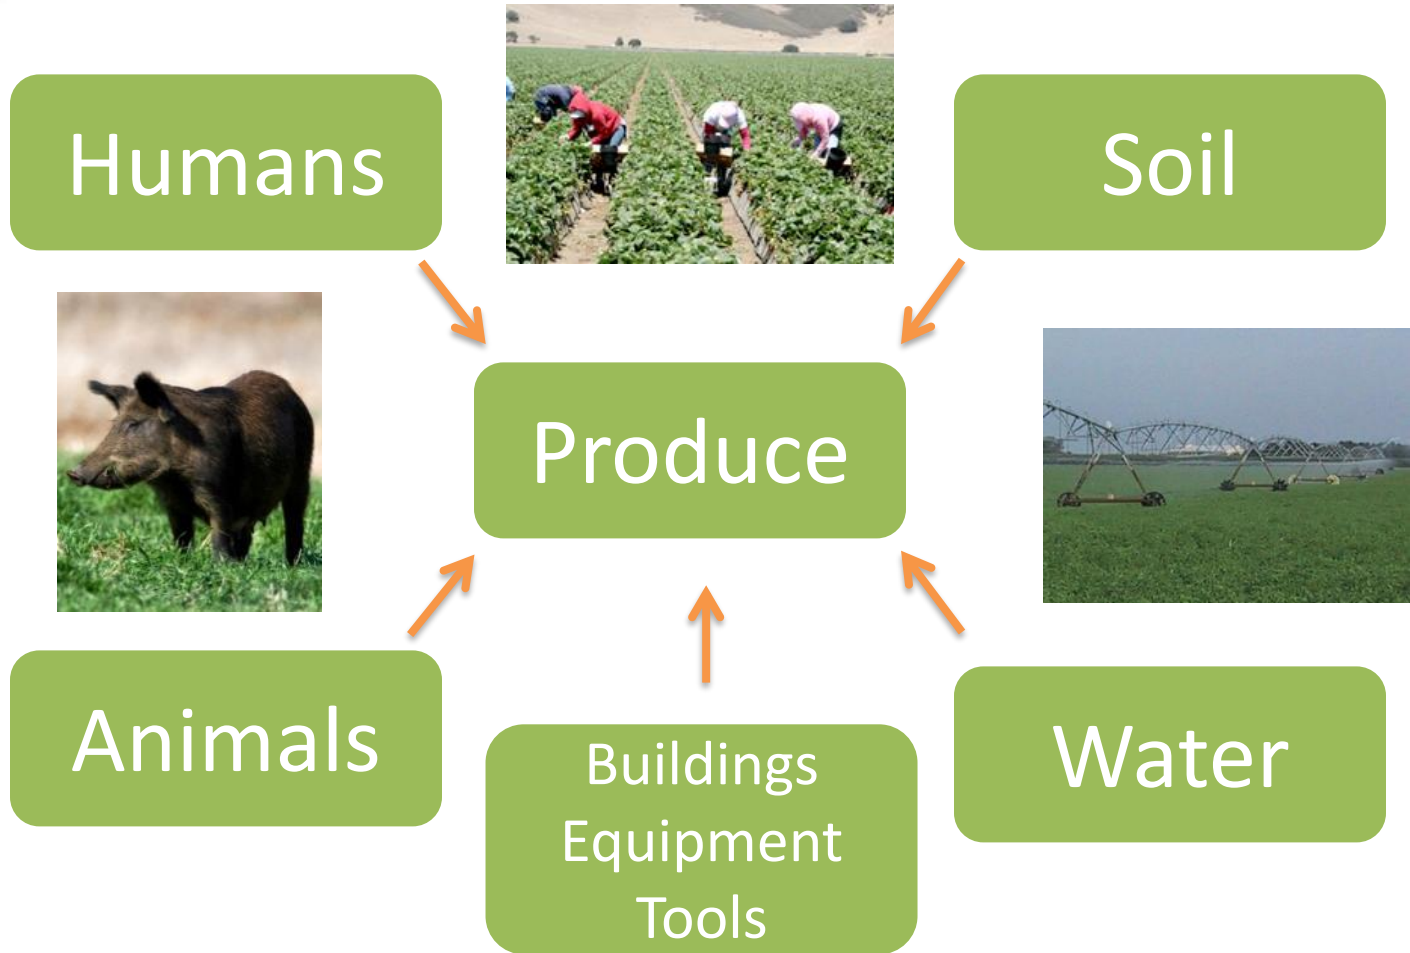 Humans
Soil
Produce
Animals
Buildings
Equipment
Tools
Water